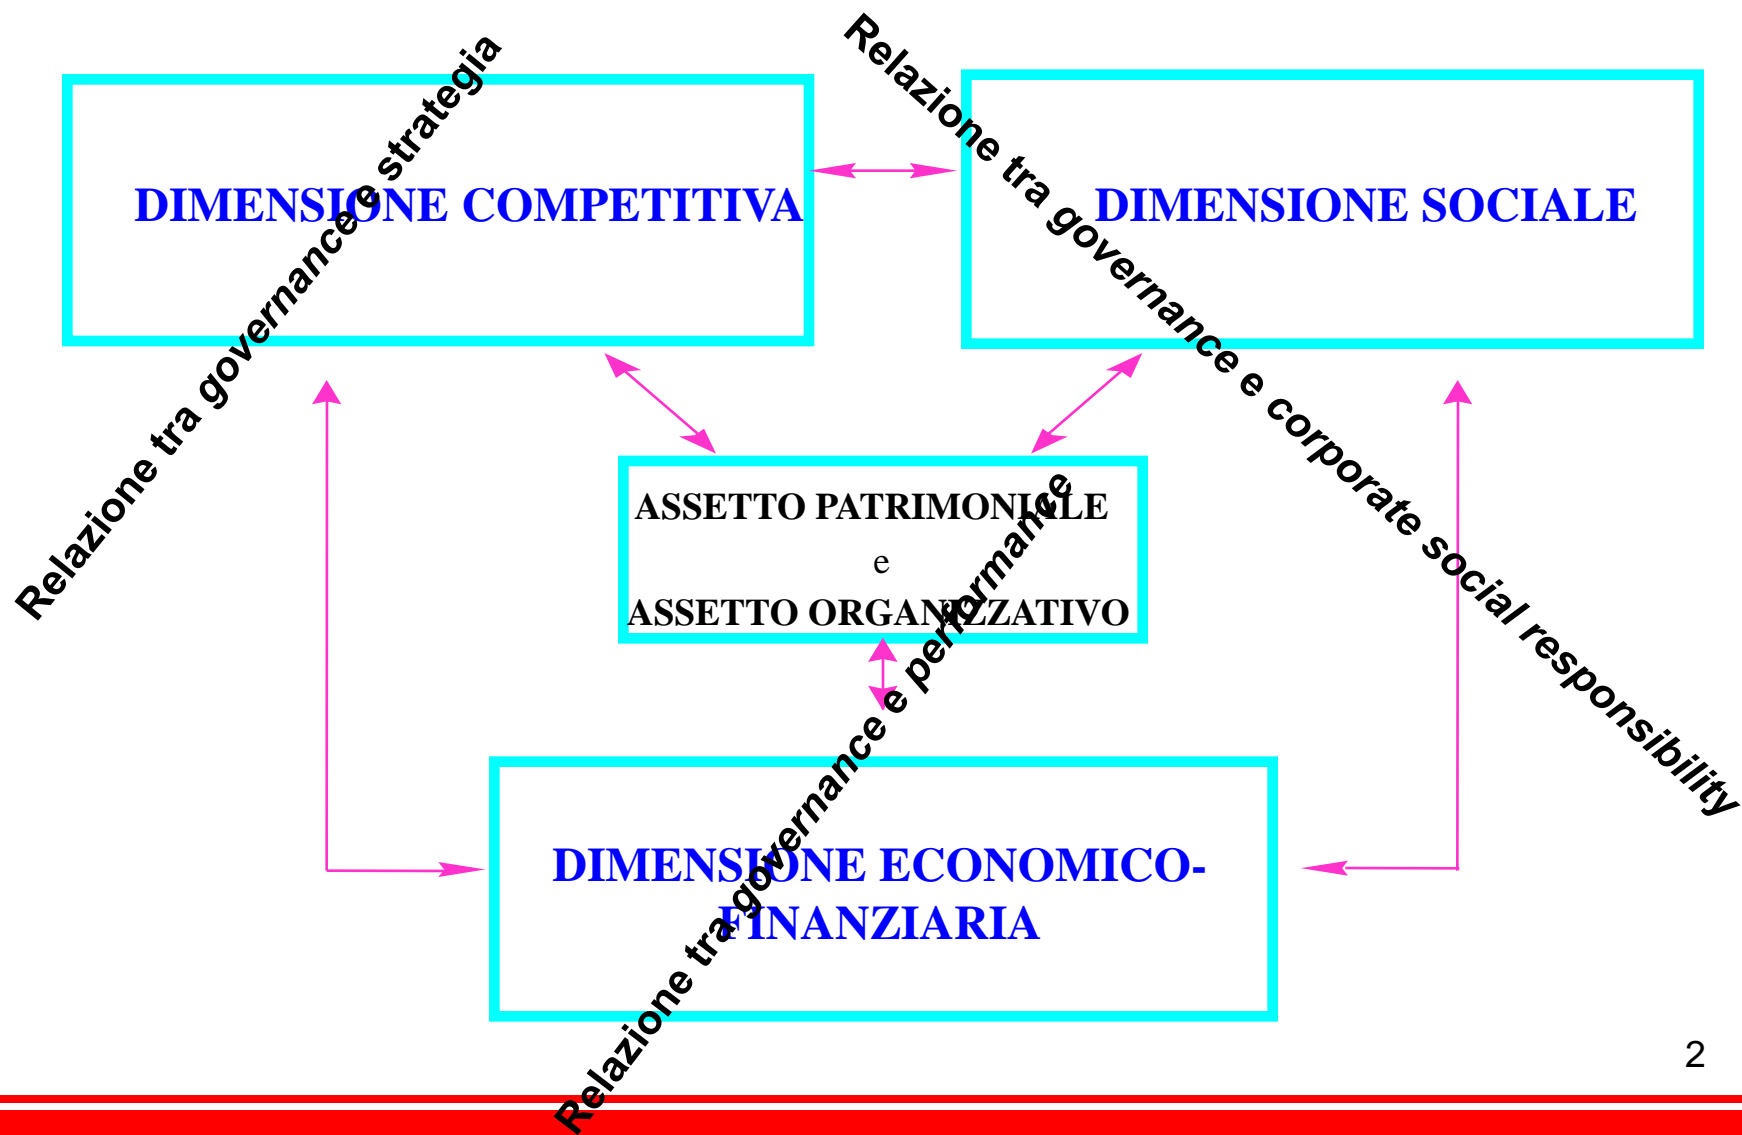 Relazione tra governance e strategia
Relazione tra governance e corporate social responsibility
DIMENSIONE COMPETITIVA
DIMENSIONE SOCIALE
ASSETTO PATRIMONIALE
e
ASSETTO ORGANIZZATIVO
Relazione tra governance e performance
DIMENSIONE ECONOMICO-
FINANZIARIA
2